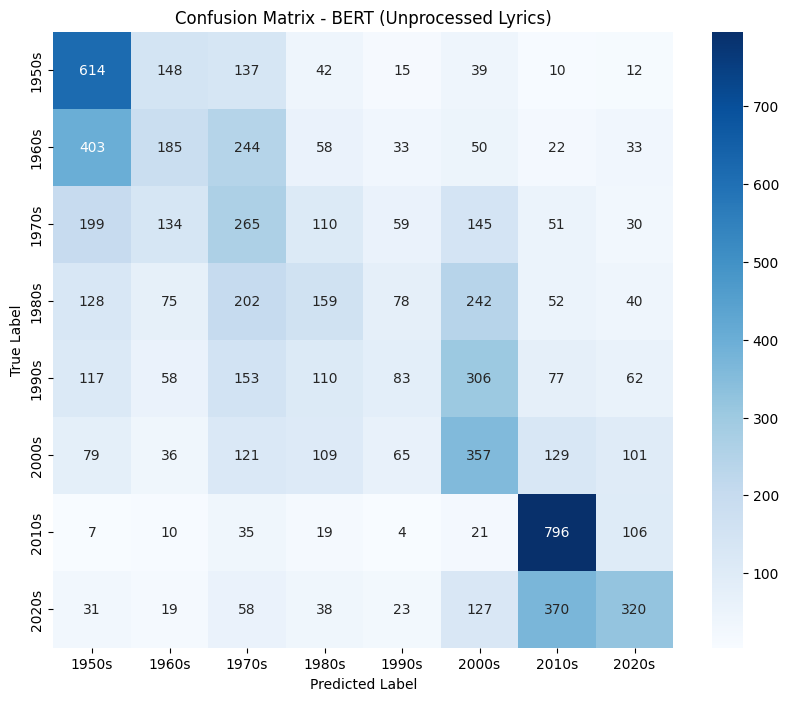 Confusion Matrix - BERT (Unprocessed Lyrics)
True Label
1950s 614 148 137 42 15 39 10 12
1960s 403 185 244 58 33 50 22 33
1970s 199 134 265 110 59 145 51 30
1980s 128 75 202 159 78 242 52 40
1990s 117 58 153 110 83 306 77 62
2000s 79 36 121 109 65 357 129 101
2010s 7 10 35 19 4 21 796 106
2020s 31 19 58 38 23 127 370 320
1950s 1960s 1970s 1980s 1990s 2000s 2010s 2020s
Predicted Label
700
600
500
400
300
200
100